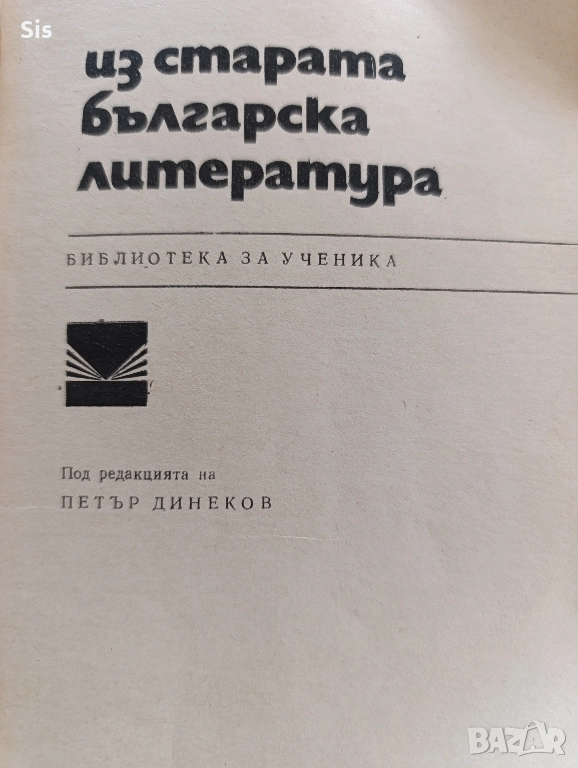 Sis
из старата
българска
литература
БИБЛИОТЕКА ЗА УЧЕНИКА
Под редакцията на
ПЕТЪР ДИНЕКОВ
BAZAR